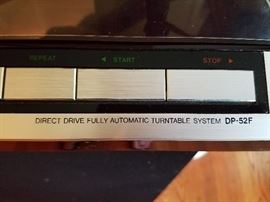 REPEAT ◄ START STOP ►
DIRECT DRIVE FULLY AUTOMATIC TURNTABLE SYSTEM DP-52F